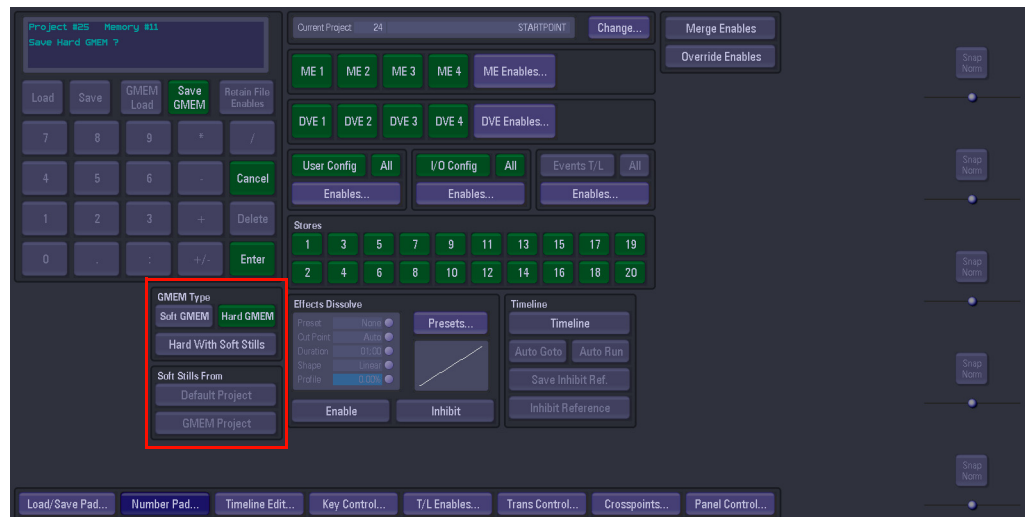 Project #25 Memory #11
Save Hard GMEM ?
Current Project 24 STARTPOINT Change...
Merge Enables
Override Enables
ME 1 ME 2 ME 3 ME 4 ME Enables...
Load Save GMEM Load Save GMEM Retain File Enables
DVE 1 DVE 2 DVE 3 DVE 4 DVE Enables...
7 8 9 * /
4 5 6 - Cancel
1 2 3 + Delete
0 . : +/- Enter
User Config All I/O Config All Events T/L All
Enables... Enables... Enables...
Stores
1 3 5 7 9 11 13 15 17 19
2 4 6 8 10 12 14 16 18 20
GMEM Type
Soft GMEM Hard GMEM
Hard With Soft Stills
Soft Stills From
Default Project
GMEM Project
Effects Dissolve
Preset None
Cut Point Auto
Duration 01:00
Shape Linear
Profile 0.00%
Presets...
Enable Inhibit
Timeline
Timeline
Auto Goto Auto Run
Save Inhibit Ref.
Inhibit Reference
Snap Norm
Snap Norm
Snap Norm
Snap Norm
Snap Norm
Load/Save Pad... Number Pad... Timeline Edit... Key Control... T/L Enables... Trans Control... Crosspoints... Panel Control...